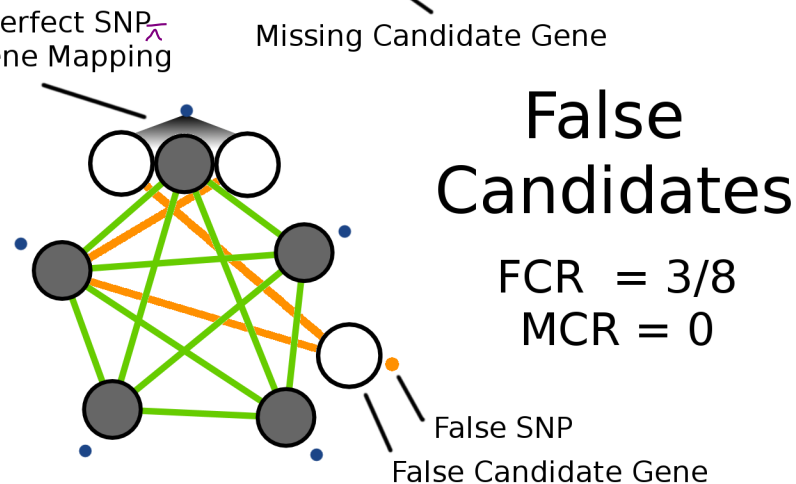 erfect SNP
ne Mapping
Missing Candidate Gene
False
Candidates
FCR = 3/8
MCR = 0
False SNP
False Candidate Gene